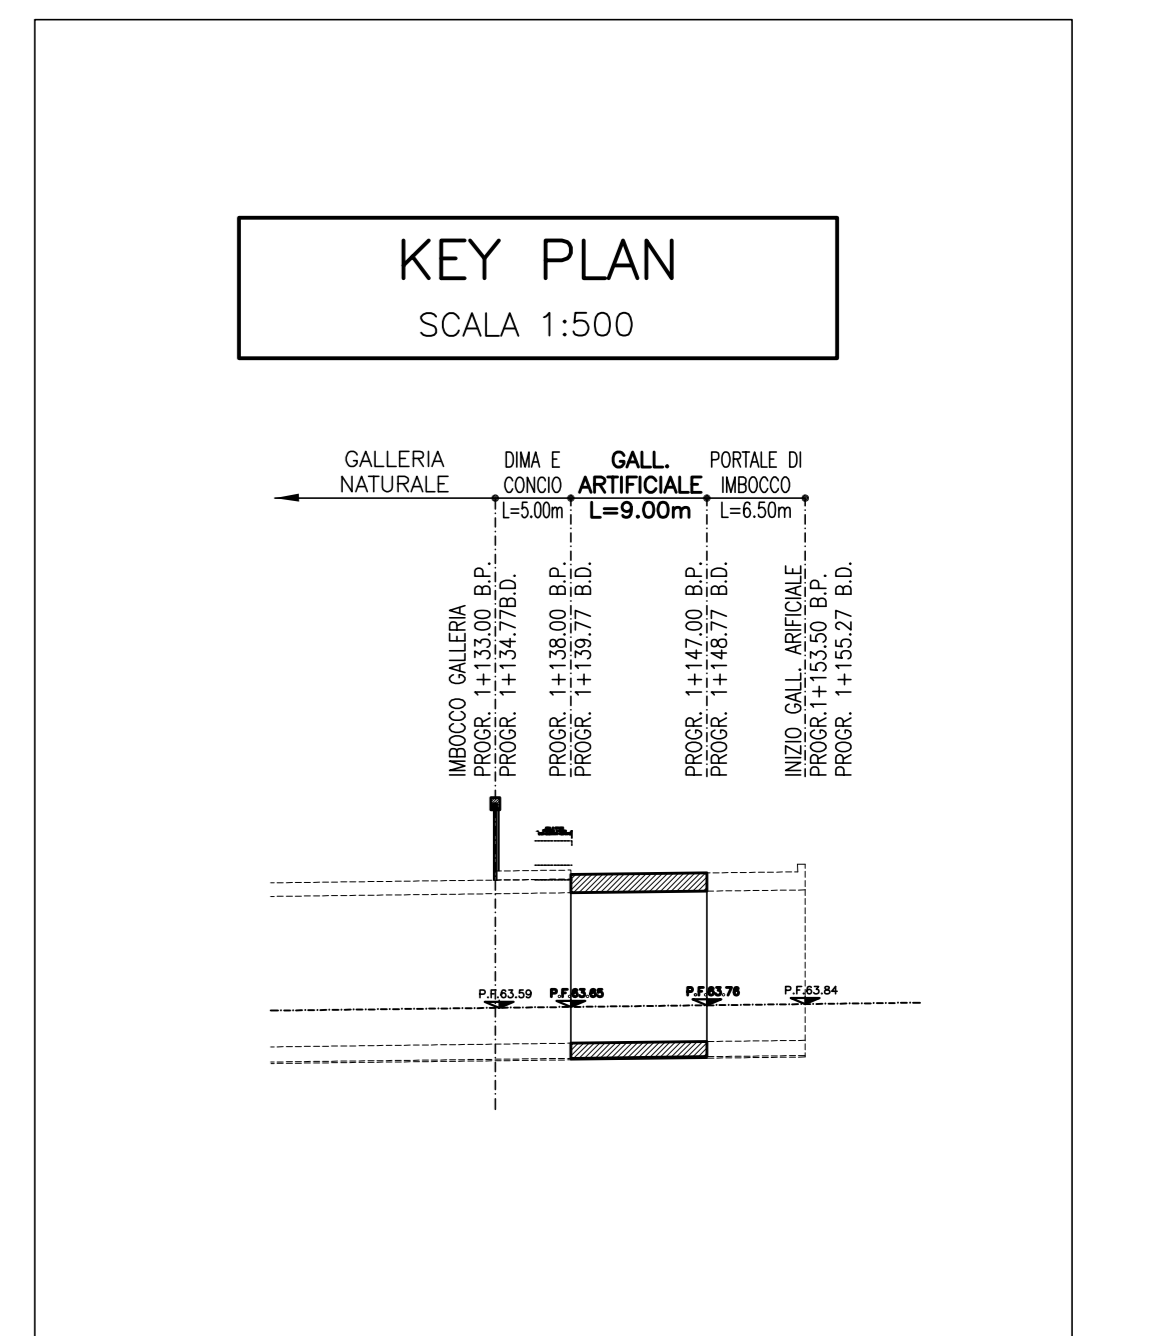 KEY PLAN
SCALA 1:500
GALLERIA
NATURALE
DIMA E
CONCIO
L=5.00m
GALL.
ARTIFICIALE
L=9.00m
PORTALE DI
IMBOCCO
L=6.50m
IMBOCCO GALLERIA
PROGR. 1+133.00 B.P.
PROGR. 1+134.77B.D.
PROGR. 1+138.00 B.P.
PROGR. 1+139.77 B.D.
PROGR. 1+147.00 B.P.
PROGR. 1+148.77 B.D.
INIZIO GALL. ARIFICIALE
PROGR.1+153.50 B.P.
PROGR. 1+155.27 B.D.
P.F.63.59
P.F.63.65
P.F.63.76
P.F.63.84